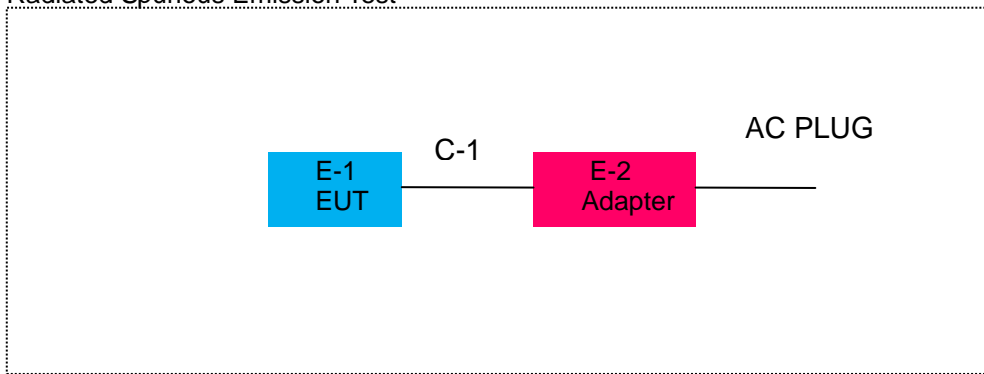 Radiated Spurious Emission Test
AC PLUG
C-1
E-1
EUT
E-2
Adapter